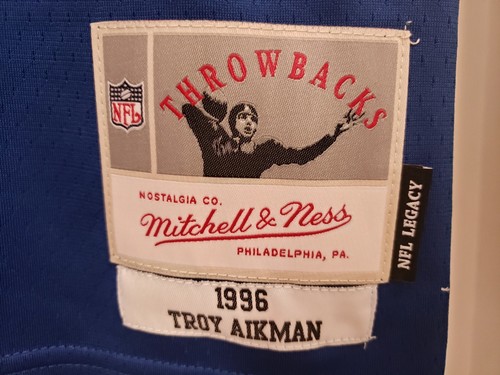 THROWBACKS
NFL
NOSTALGIA CO.
Mitchell & Ness
PHILADELPHIA, PA.
NFL LEGACY
1996
TROY AIKMAN